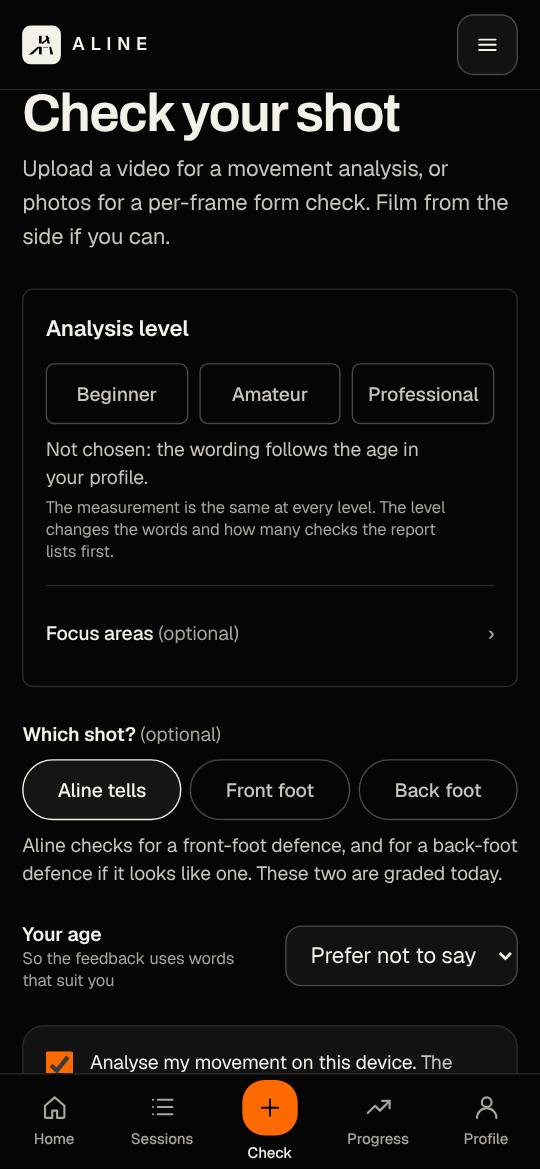 ALINE
Check your shot
Upload a video for a movement analysis, or
photos for a per-frame form check. Film from the
side if you can.
Analysis level
Beginner
Amateur
Professional
Not chosen: the wording follows the age in
your profile.
The measurement is the same at every level. The level
changes the words and how many checks the report
lists first.
Focus areas (optional)
Which shot? (optional)
Aline tells
Front foot
Back foot
Aline checks for a front-foot defence, and for a back-foot
defence if it looks like one. These two are graded today.
Your age
So the feedback uses words
that suit you
Prefer not to say
Analyse my movement on this device. The
Home
Sessions
Check
Progress
Profile